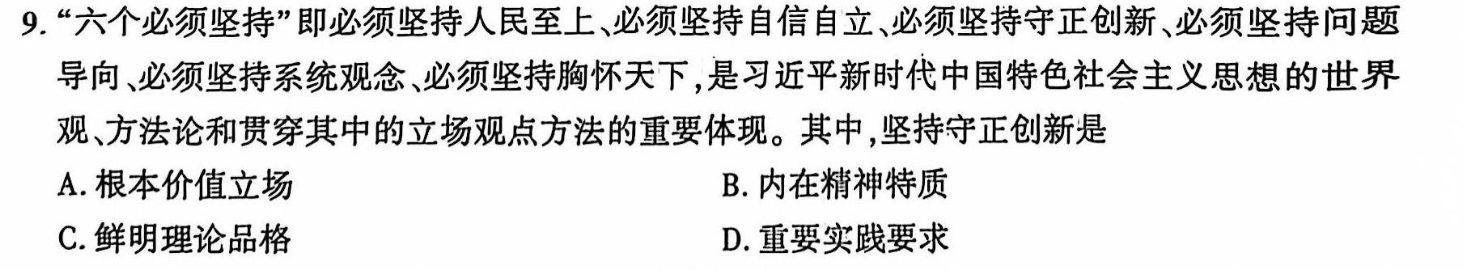 9. “六个必须坚持”即必须坚持人民至上、必须坚持自信自立、必须坚持守正创新、必须坚持问题
导向、必须坚持系统观念、必须坚持胸怀天下,是习近平新时代中国特色社会主义思想的世界
观、方法论和贯穿其中的立场观点方法的重要体现。其中,坚持守正创新是
A. 根本价值立场 B. 内在精神特质
C. 鲜明理论品格 D. 重要实践要求